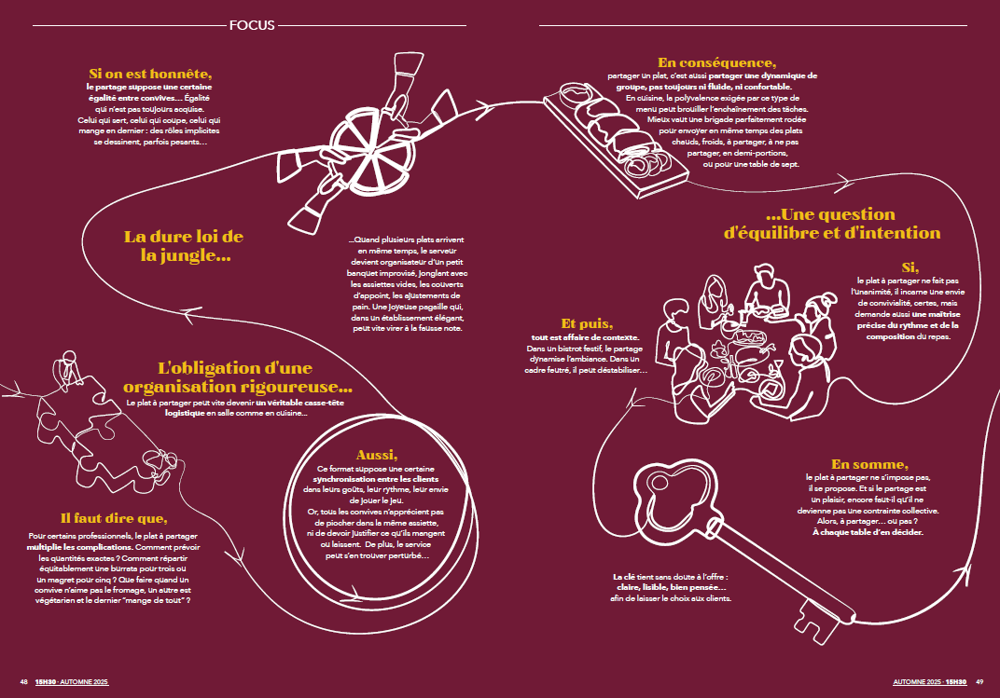 FOCUS
L'obligation d'une
organisation rigoureuse...
Le plat à partager peut vite devenir un véritable casse-tête
logistique en salle comme en cuisine...
Il faut dire que,
Pour certains professionnels, le plat à partager
multiplie les complications. Comment prévoir
les quantités exactes ? Comment répartir
équitablement une burrata pour trois ou
un magret pour cinq ? Que faire quand un
convive n'aime pas le fromage, un autre est
végétarien et le dernier "mange de tout" ?
Aussi,
Ce format suppose une certaine
synchronisation entre les clients
dans leurs goûts, leur rythme, leur envie
de jouer le jeu.
Or, tous les convives n'apprécient pas
de piocher dans la même assiette,
ni de devoir justifier ce qu'ils mangent
ou laissent. De plus, le service
peut s'en trouver perturbé...
La dure loi de
la jungle...
Si on est honnête,
le partage suppose une certaine
égalité entre convives... Égalité
qui n'est pas toujours acquise.
Celui qui sert, celui qui coupe, celui qui
mange en dernier : des rôles implicites
se dessinent, parfois pesants...
...Quand plusieurs plats arrivent
en même temps, le serveur
devient organisateur d'un petit
banquet improvisé, jonglant avec
les assiettes vides, les couverts
d'appoint, les ajustements de
pain. Une joyeuse pagaille qui,
dans un établissement élégant,
peut vite virer à la fausse note.
48 15H30 · AUTOMNE 2025
En conséquence,
partager un plat, c'est aussi partager une dynamique de
groupe, pas toujours ni fluide, ni confortable.
En cuisine, la polyvalence exigée par ce type de
menu peut brouiller l'enchaînement des tâches.
Mieux vaut une brigade parfaitement rodée
pour envoyer en même temps des plats
chauds, froids, à partager, à ne pas
partager, en demi-portions,
ou pour une table de sept.
...Une question
d'équilibre et d'intention
Si,
le plat à partager ne fait pas
l'unanimité, il incarne une envie
de convivialité, certes, mais
demande aussi une maîtrise
précise du rythme et de la
composition du repas.
Et puis,
tout est affaire de contexte.
Dans un bistrot festif, le partage
dynamise l'ambiance. Dans un
cadre feutré, il peut déstabiliser...
La clé tient sans doute à l'offre :
claire, lisible, bien pensée...
afin de laisser le choix aux clients.
En somme,
le plat à partager ne s'impose pas,
il se propose. Et si le partage est
un plaisir, encore faut-il qu'il ne
devienne pas une contrainte collective.
Alors, à partager... ou pas ?
À chaque table d'en décider.
AUTOMNE 2025 · 15H30 49